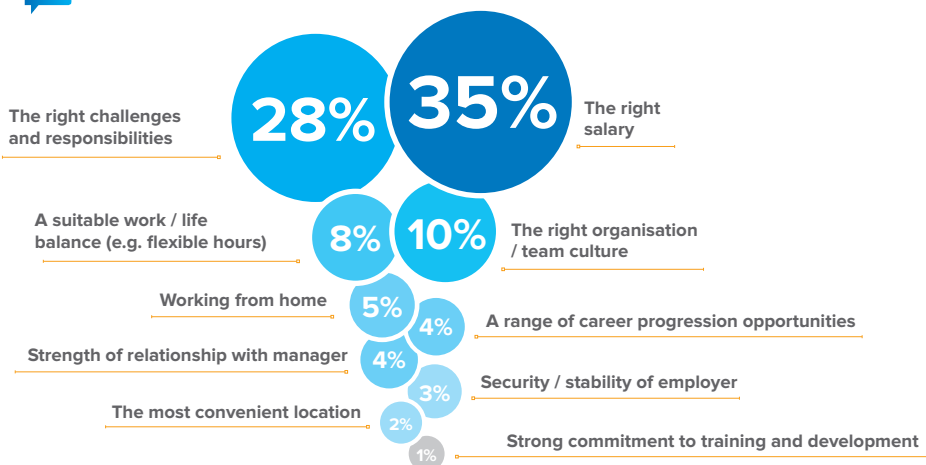 28%
35%
The right challenges
and responsibilities
The right
salary
A suitable work / life
balance (e.g. flexible hours)
8%
10%
The right organisation
/ team culture
Working from home
5%
4%
A range of career progression opportunities
Strength of relationship with manager
4%
3%
Security / stability of employer
The most convenient location
2%
1%
Strong commitment to training and development